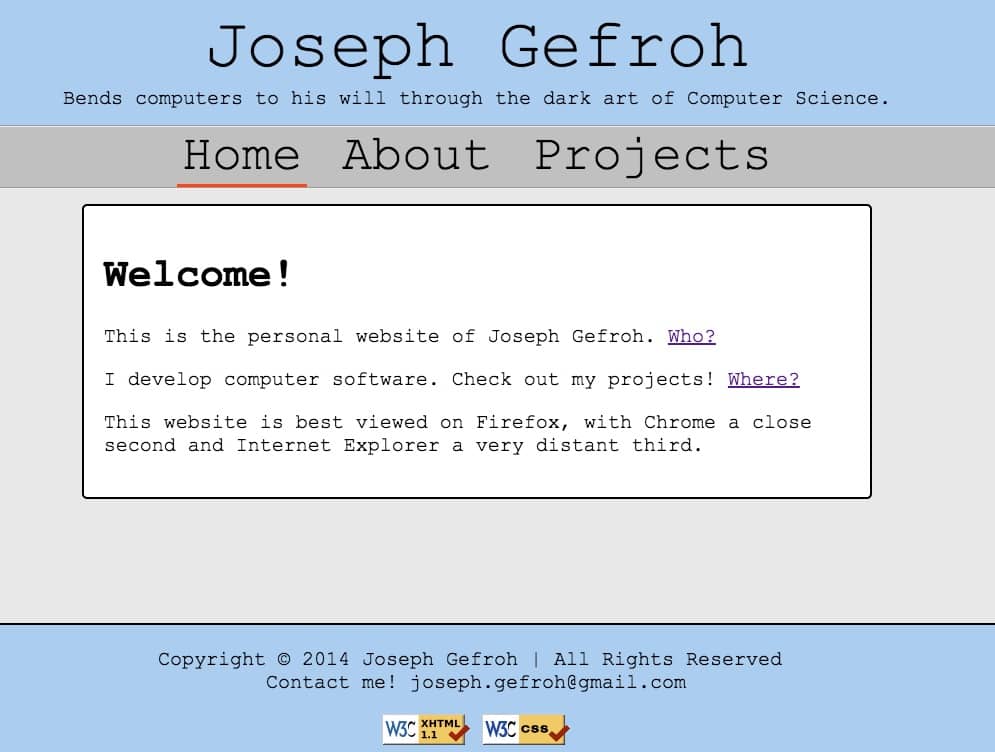 Joseph Gefroh
Bends computers to his will through the dark art of Computer Science.
Home About Projects
Welcome!
This is the personal website of Joseph Gefroh. Who?
I develop computer software. Check out my projects! Where?
This website is best viewed on Firefox, with Chrome a close
second and Internet Explorer a very distant third.
Copyright © 2014 Joseph Gefroh | All Rights Reserved
Contact me! joseph.gefroh@gmail.com
W3C XHTML 1.1 W3C css